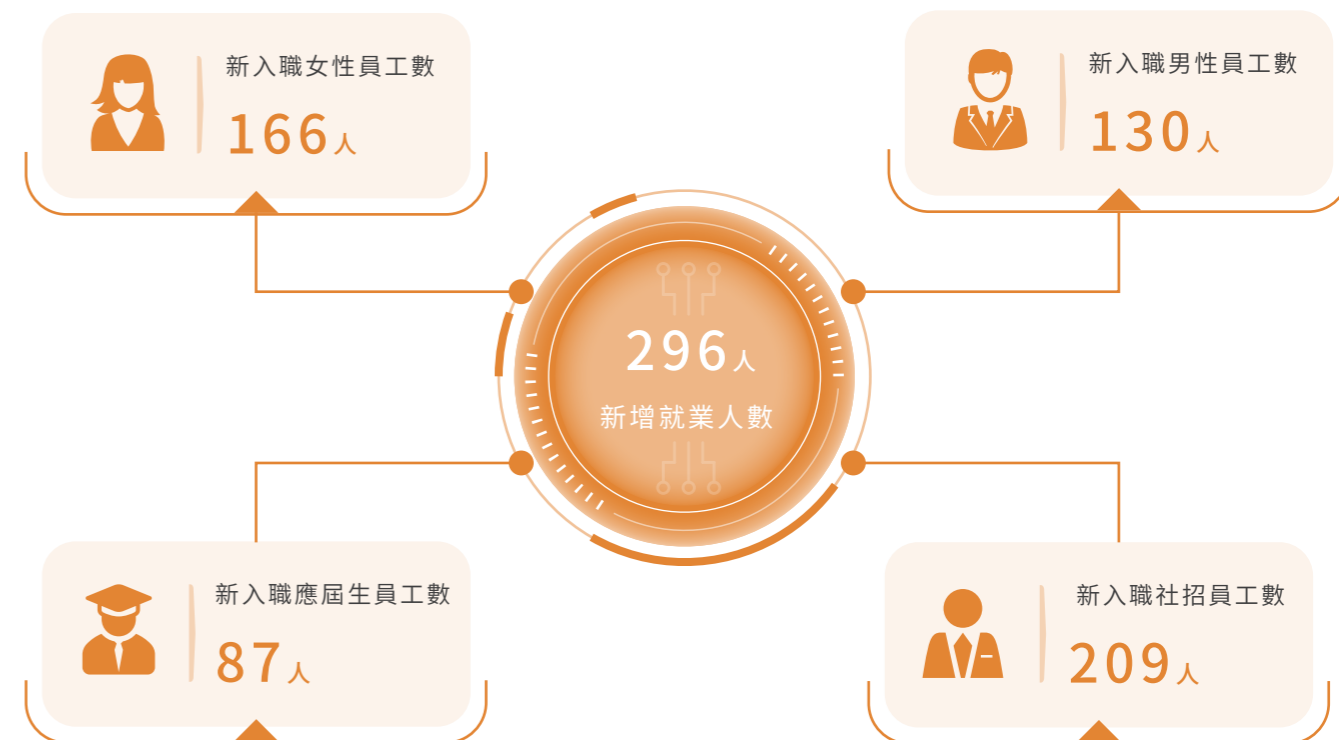 新入職女性員工數
166人
新入職男性員工數
130人
296人
新增就業人數
新入職應屆生員工數
87人
新入職社招員工數
209人